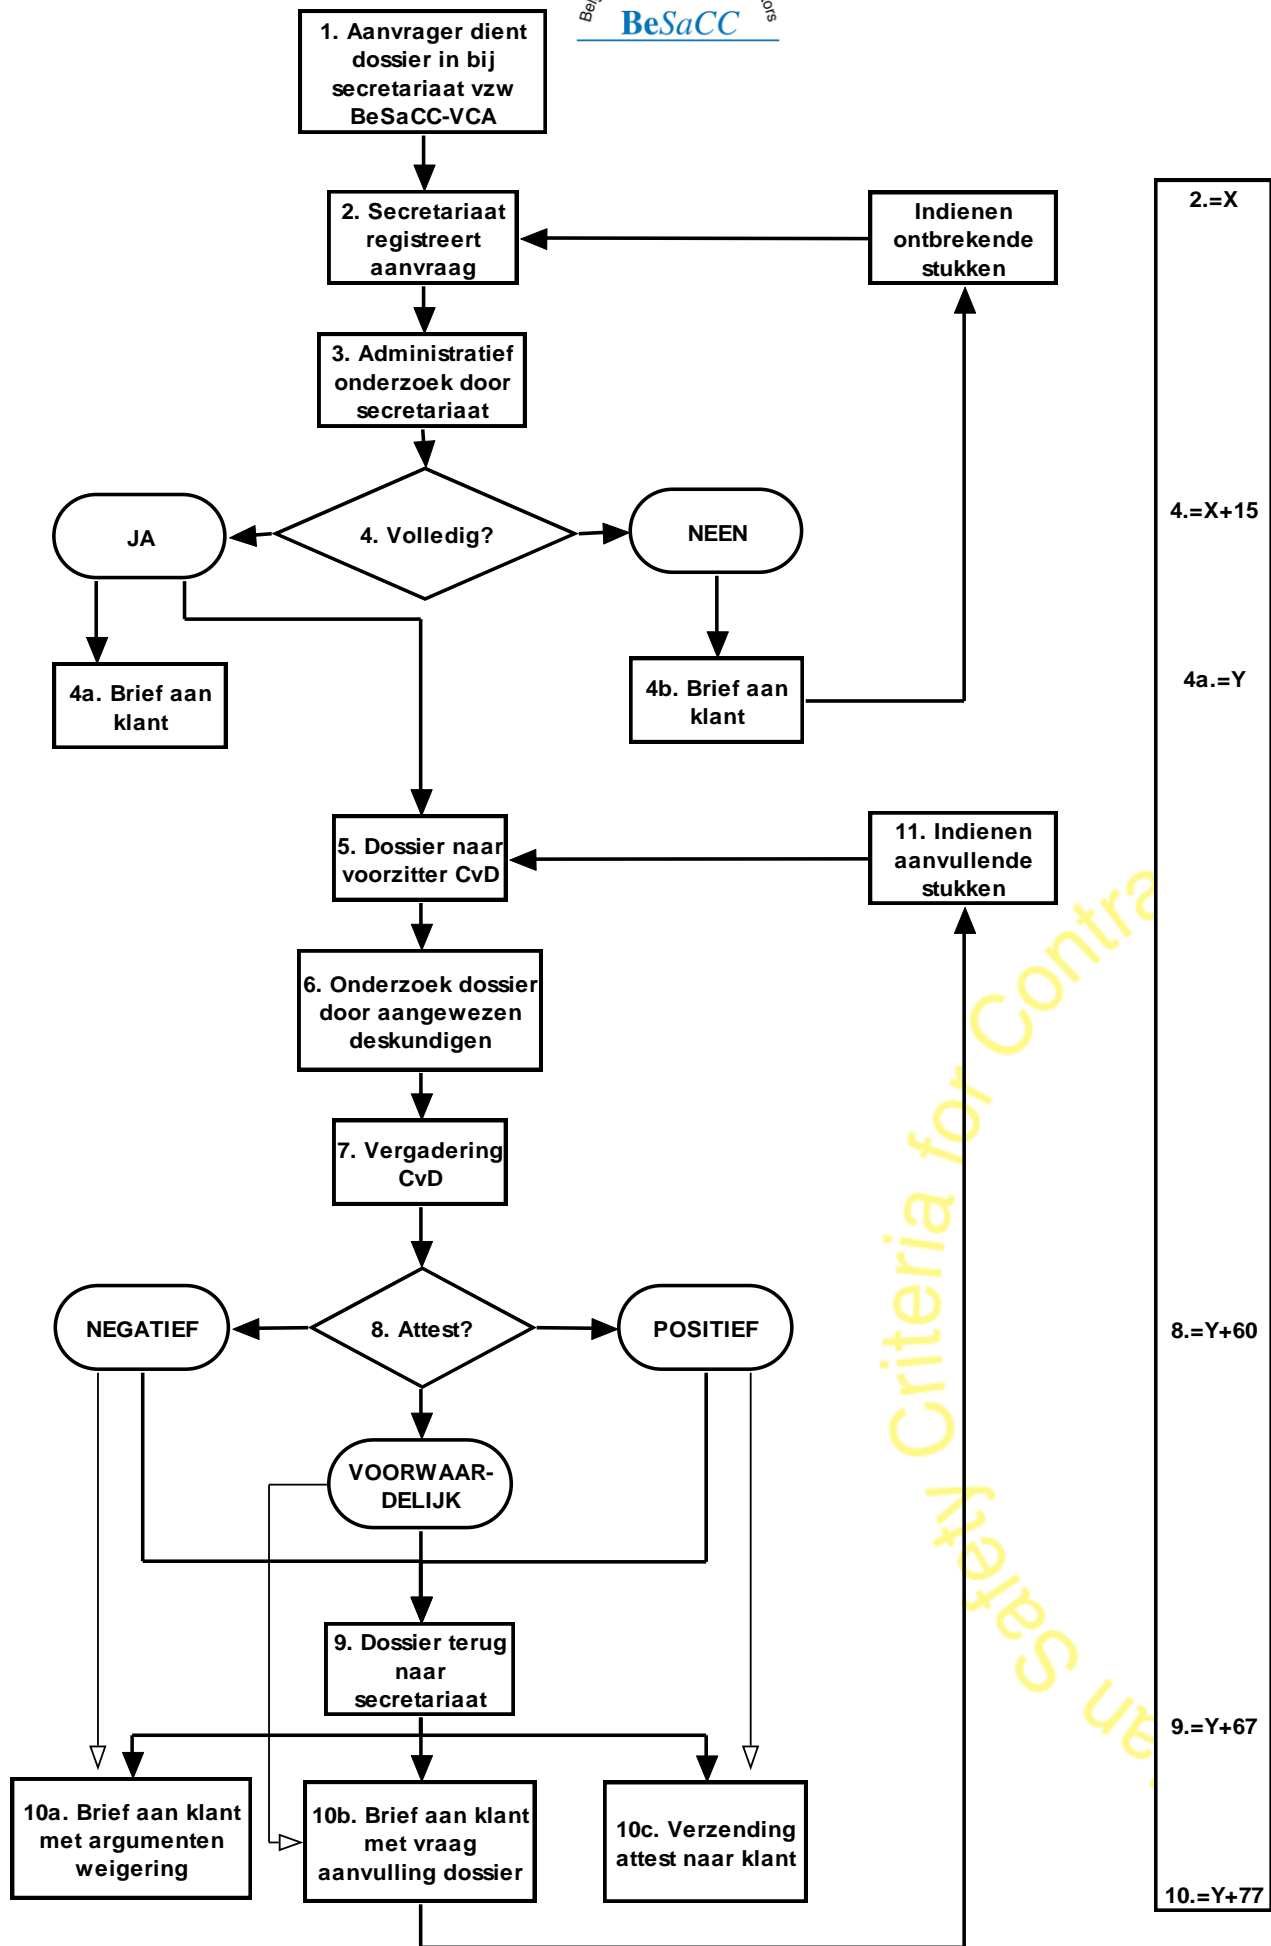 BeSaCC
1. Aanvrager dient
dossier in bij
secretariaat vzw
BeSaCC-VCA
2. Secretariaat
registreert
aanvraag
Indienen
ontbrekende
stukken
2.=X
3. Administratief
onderzoek door
secretariaat
4. Volledig?
JA
NEEN
4.=X+15
4a. Brief aan
klant
4b. Brief aan
klant
4a.=Y
5. Dossier naar
voorzitter CvD
11. Indienen
aanvullende
stukken
6. Onderzoek dossier
door aangewezen
deskundigen
7. Vergadering
CvD
8. Attest?
NEGATIEF
POSITIEF
8.=Y+60
VOORWAAR-
DELIJK
9. Dossier terug
naar
secretariaat
9.=Y+67
10a. Brief aan klant
met argumenten
weigering
10b. Brief aan klant
met vraag
aanvulling dossier
10c. Verzending
attest naar klant
10.=Y+77
Safety Criteria for